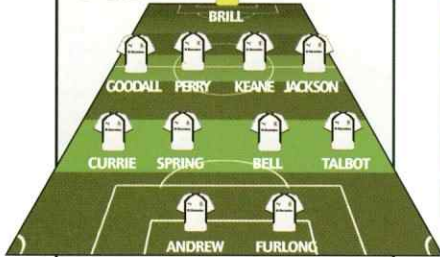 BRILL
GOODALL PERRY KEANE JACKSON
CURRIE SPRING BELL TALBOT
ANDREW FURLONG